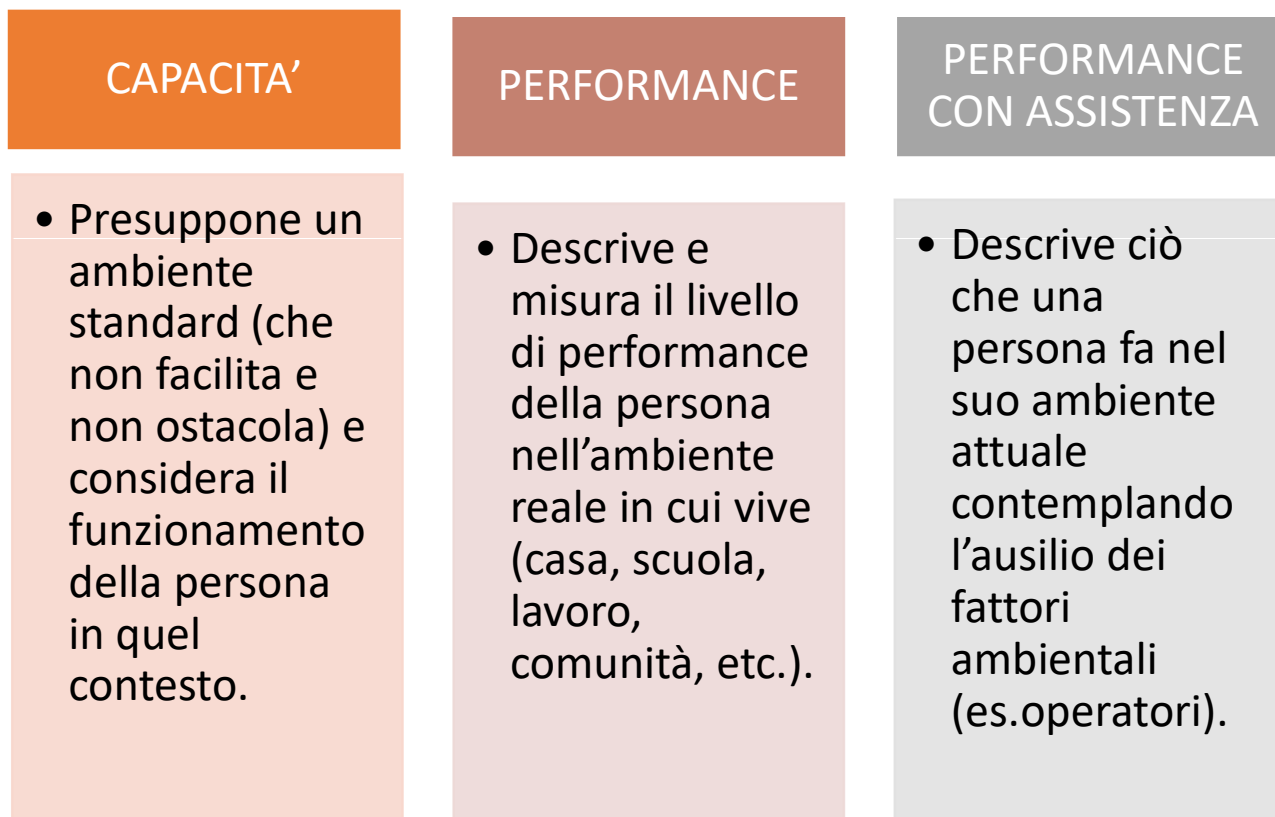 CAPACITA’
• Presuppone un
ambiente
standard (che
non facilita e
non ostacola) e
considera il
funzionamento
della persona
in quel
contesto.
PERFORMANCE
• Descrive e
misura il livello
di performance
della persona
nell’ambiente
reale in cui vive
(casa, scuola,
lavoro,
comunità, etc.).
PERFORMANCE
CON ASSISTENZA
• Descrive ciò
che una
persona fa nel
suo ambiente
attuale
contemplando
l’ausilio dei
fattori
ambientali
(es.operatori).